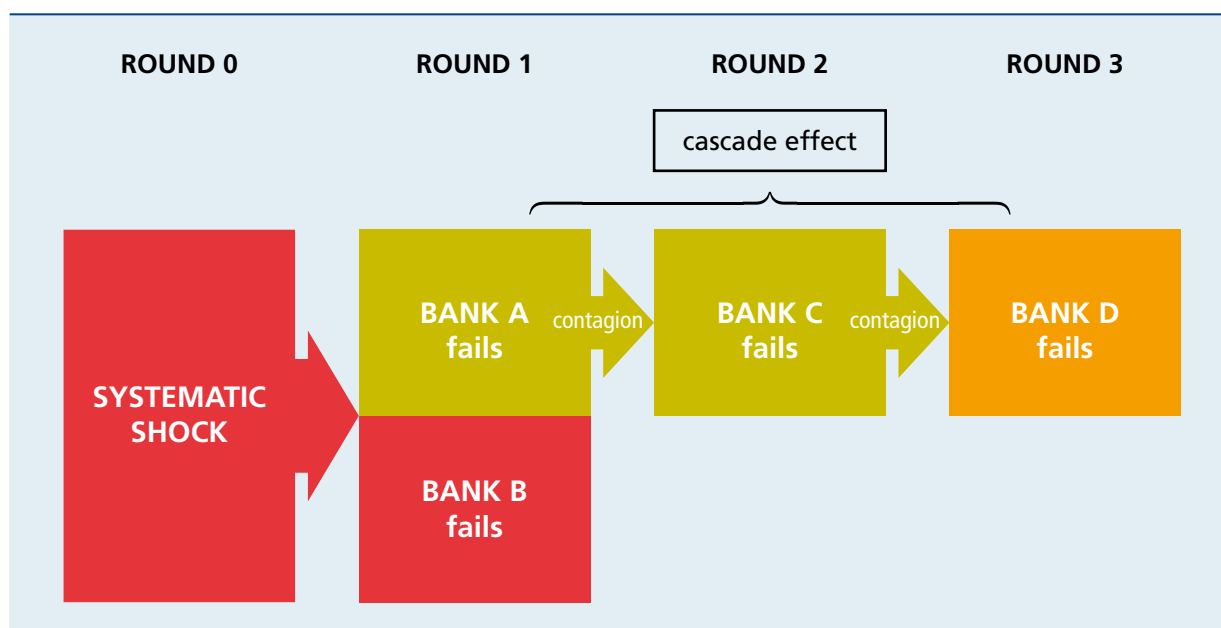 ROUND 0
ROUND 1
ROUND 2
ROUND 3
cascade effect
SYSTEMATIC
SHOCK
BANK A
fails
contagion
BANK C
fails
contagion
BANK D
fails
BANK B
fails